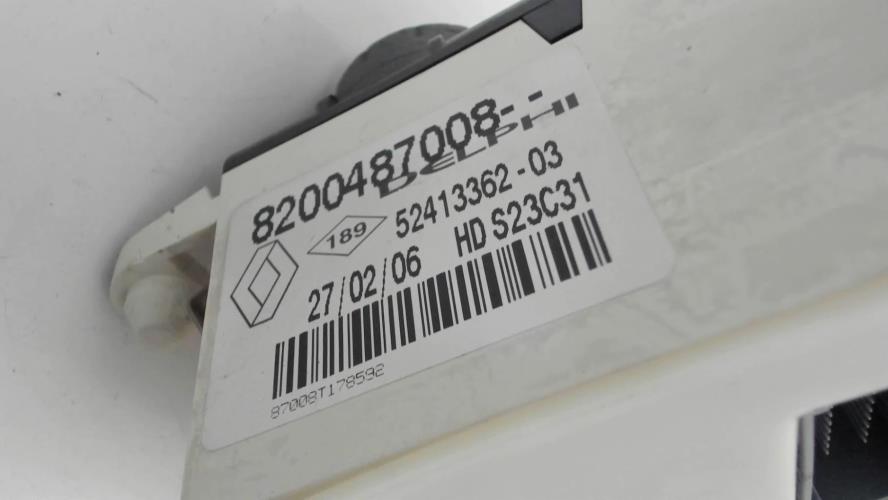 8200487008--
DELPHI
189
52413362-03
27/02/06 HD S23C31
87008T178592